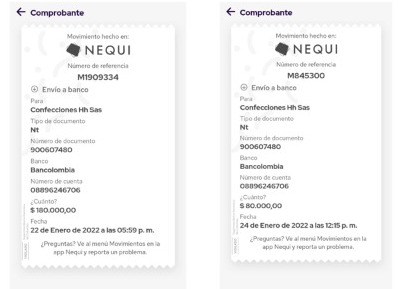 Comprobante
Movimiento hecho en:
NEQUI
Número de referencia
M1909334
Envío a banco
Para
Confecciones Hh Sas
Tipo de documento
Nt
Número de documento
900607480
Banco
Bancolombia
Número de cuenta
08896246706
¿Cuánto?
$ 180.000,00
Fecha
22 de Enero de 2022 a las 05:59 p. m.
¿Preguntas? Ve al menú Movimientos en la
app Nequi y reporta un problema.
Comprobante
Movimiento hecho en:
NEQUI
Número de referencia
M845300
Envío a banco
Para
Confecciones Hh Sas
Tipo de documento
Nt
Número de documento
900607480
Banco
Bancolombia
Número de cuenta
08896246706
¿Cuánto?
$ 80.000,00
Fecha
24 de Enero de 2022 a las 12:15 p. m.
¿Preguntas? Ve al menú Movimientos en la
app Nequi y reporta un problema.